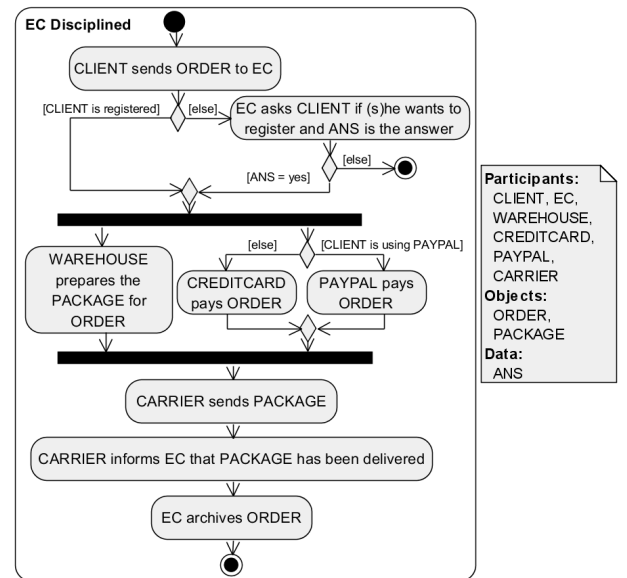 EC Disciplined
CLIENT sends ORDER to EC
[CLIENT is registered]
[else]
EC asks CLIENT if (s)he wants to
register and ANS is the answer
[else]
[ANS = yes]
WAREHOUSE
prepares the
PACKAGE for
ORDER
[else]
[CLIENT is using PAYPAL]
CREDITCARD
pays ORDER
PAYPAL pays
ORDER
CARRIER sends PACKAGE
CARRIER informs EC that PACKAGE has been delivered
EC archives ORDER
Participants:
CLIENT, EC,
WAREHOUSE,
CREDITCARD,
PAYPAL,
CARRIER
Objects:
ORDER,
PACKAGE
Data:
ANS